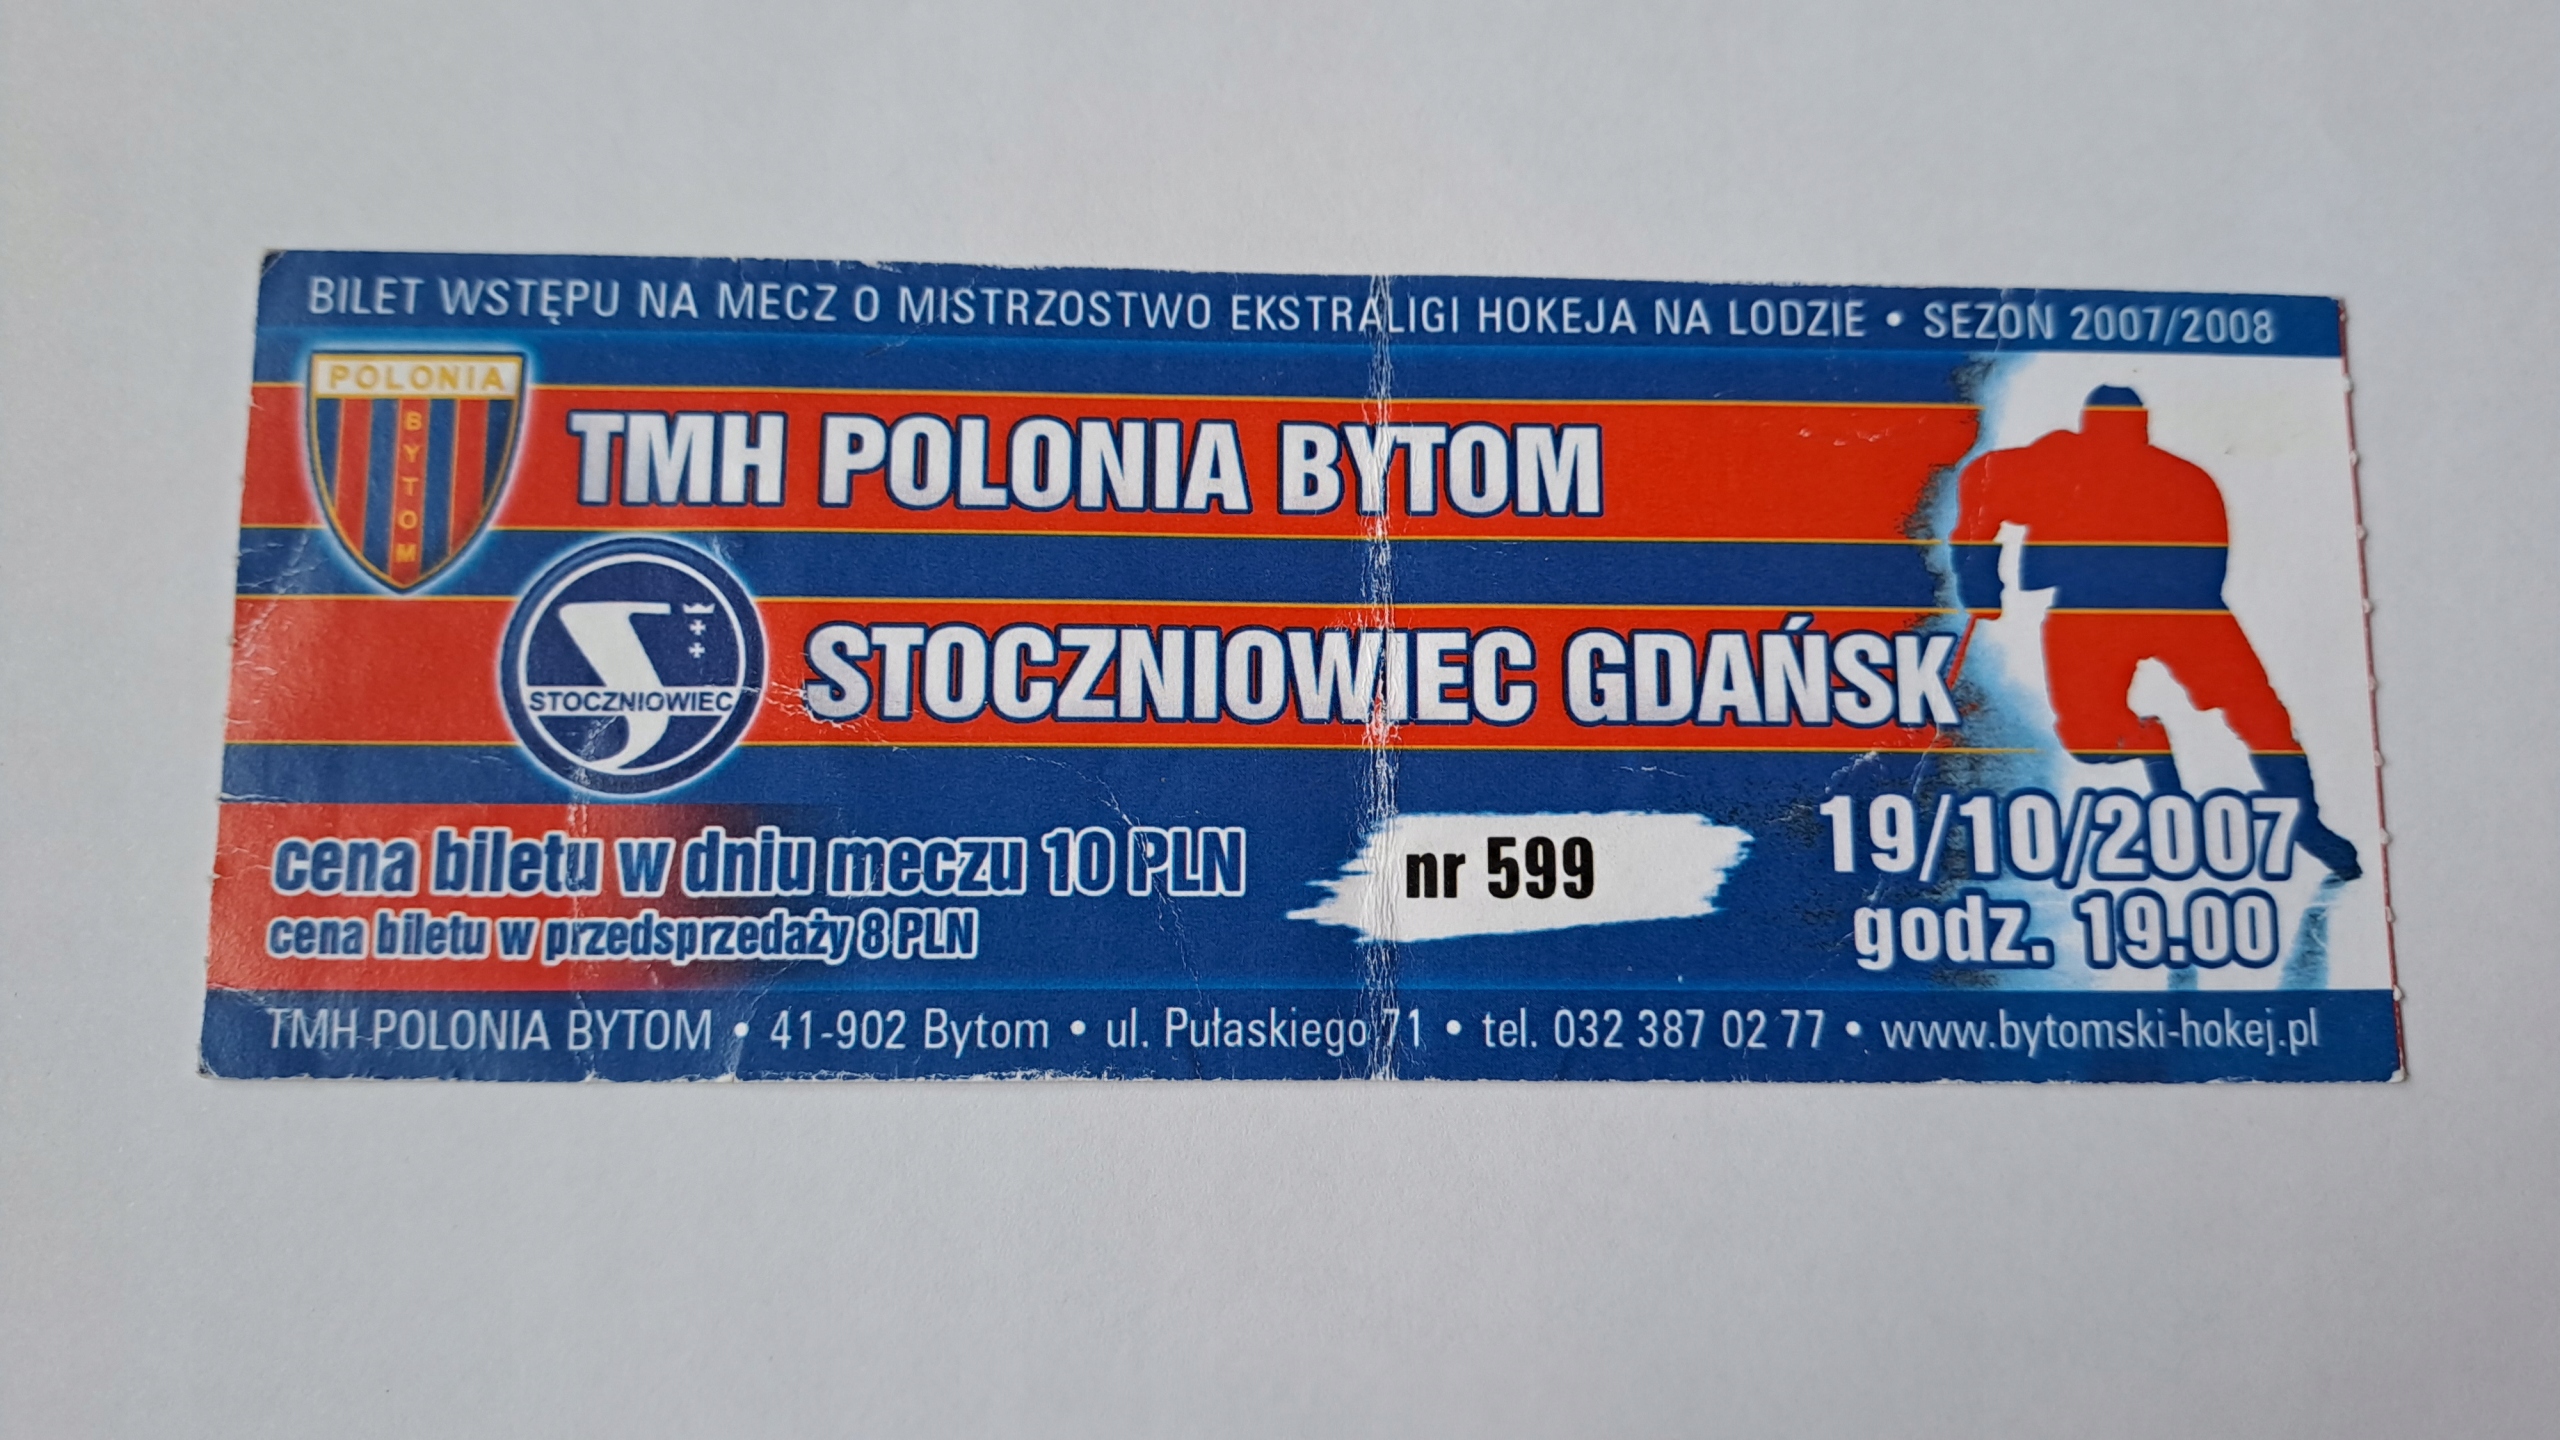 BILET WSTĘPU NA MECZ O MISTRZOSTWO EKSTRALIGI HOKEJA NA LODZIE • SEZON 2007/2008
POLONIA
BYTOM
TMH POLONIA BYTOM
STOCZNIOWIEC
STOCZNIOWIEC GDAŃSK
cena biletu w dniu meczu 10 PLN
cena biletu w przedsprzedaży 8 PLN
nr 599
19/10/2007
godz. 19.00
TMH POLONIA BYTOM • 41-902 Bytom • ul. Pułaskiego 71 • tel. 032 387 02 77 • www.bytomski-hokej.pl